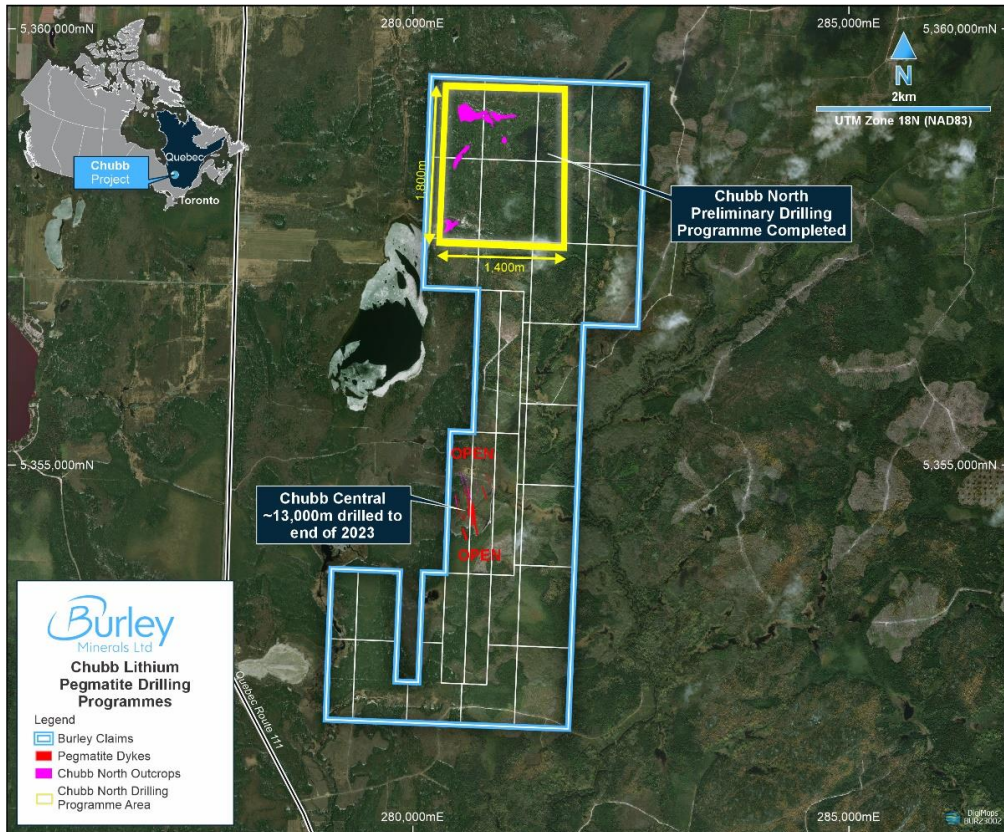 280,000mE
285,000mE
5,360,000mN
5,360,000mN
N
2km
UTM Zone 18N (NAD83)
Quebec
Chubb
Project
Toronto
1,800m
Chubb North
Preliminary Drilling
Programme Completed
1,400m
OPEN
5,355,000mN
5,355,000mN
Chubb Central
~13,000m drilled to
end of 2023
OPEN
Burley
Minerals Ltd
Chubb Lithium
Pegmatite Drilling
Programmes
Legend
Burley Claims
Pegmatite Dykes
Chubb North Outcrops
Chubb North Drilling
Programme Area
Quebec Route 111
280,000mE
285,000mE
DigiMaps
BUR23002